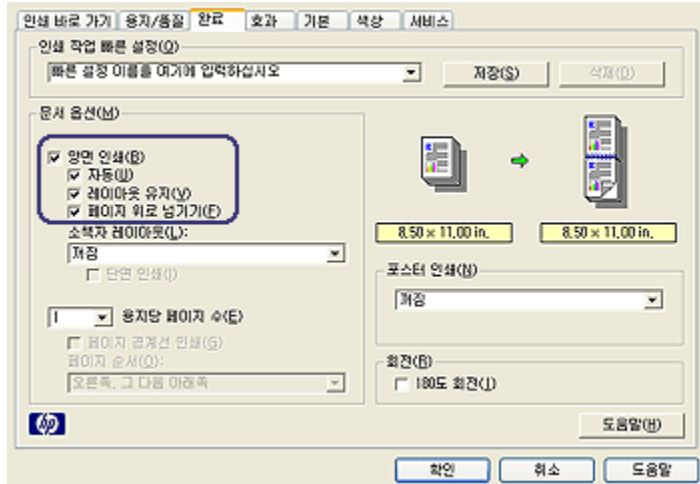 인쇄 바로 가기 용지/품질 완료 효과 기본 색상 서비스
인쇄 작업 빠른 설정(Q)
빠른 설정 이름을 여기에 입력하십시오 저장(S) 삭제(D)
문서 옵션(M)
양면 인쇄(B)
자동(U)
레이아웃 유지(V)
페이지 위로 넘기기(F)
소책자 레이아웃(L):
꺼짐
단면 인쇄(I)
8.50 × 11.00 in. 8.50 × 11.00 in.
포스터 인쇄(N)
꺼짐
1 용지당 페이지 수(E)
페이지 경계선 인쇄(G)
페이지 순서(O):
오른쪽, 그 다음 아래쪽
회전(R)
180도 회전(1)
hp
도움말(H)
확인 취소 도움말